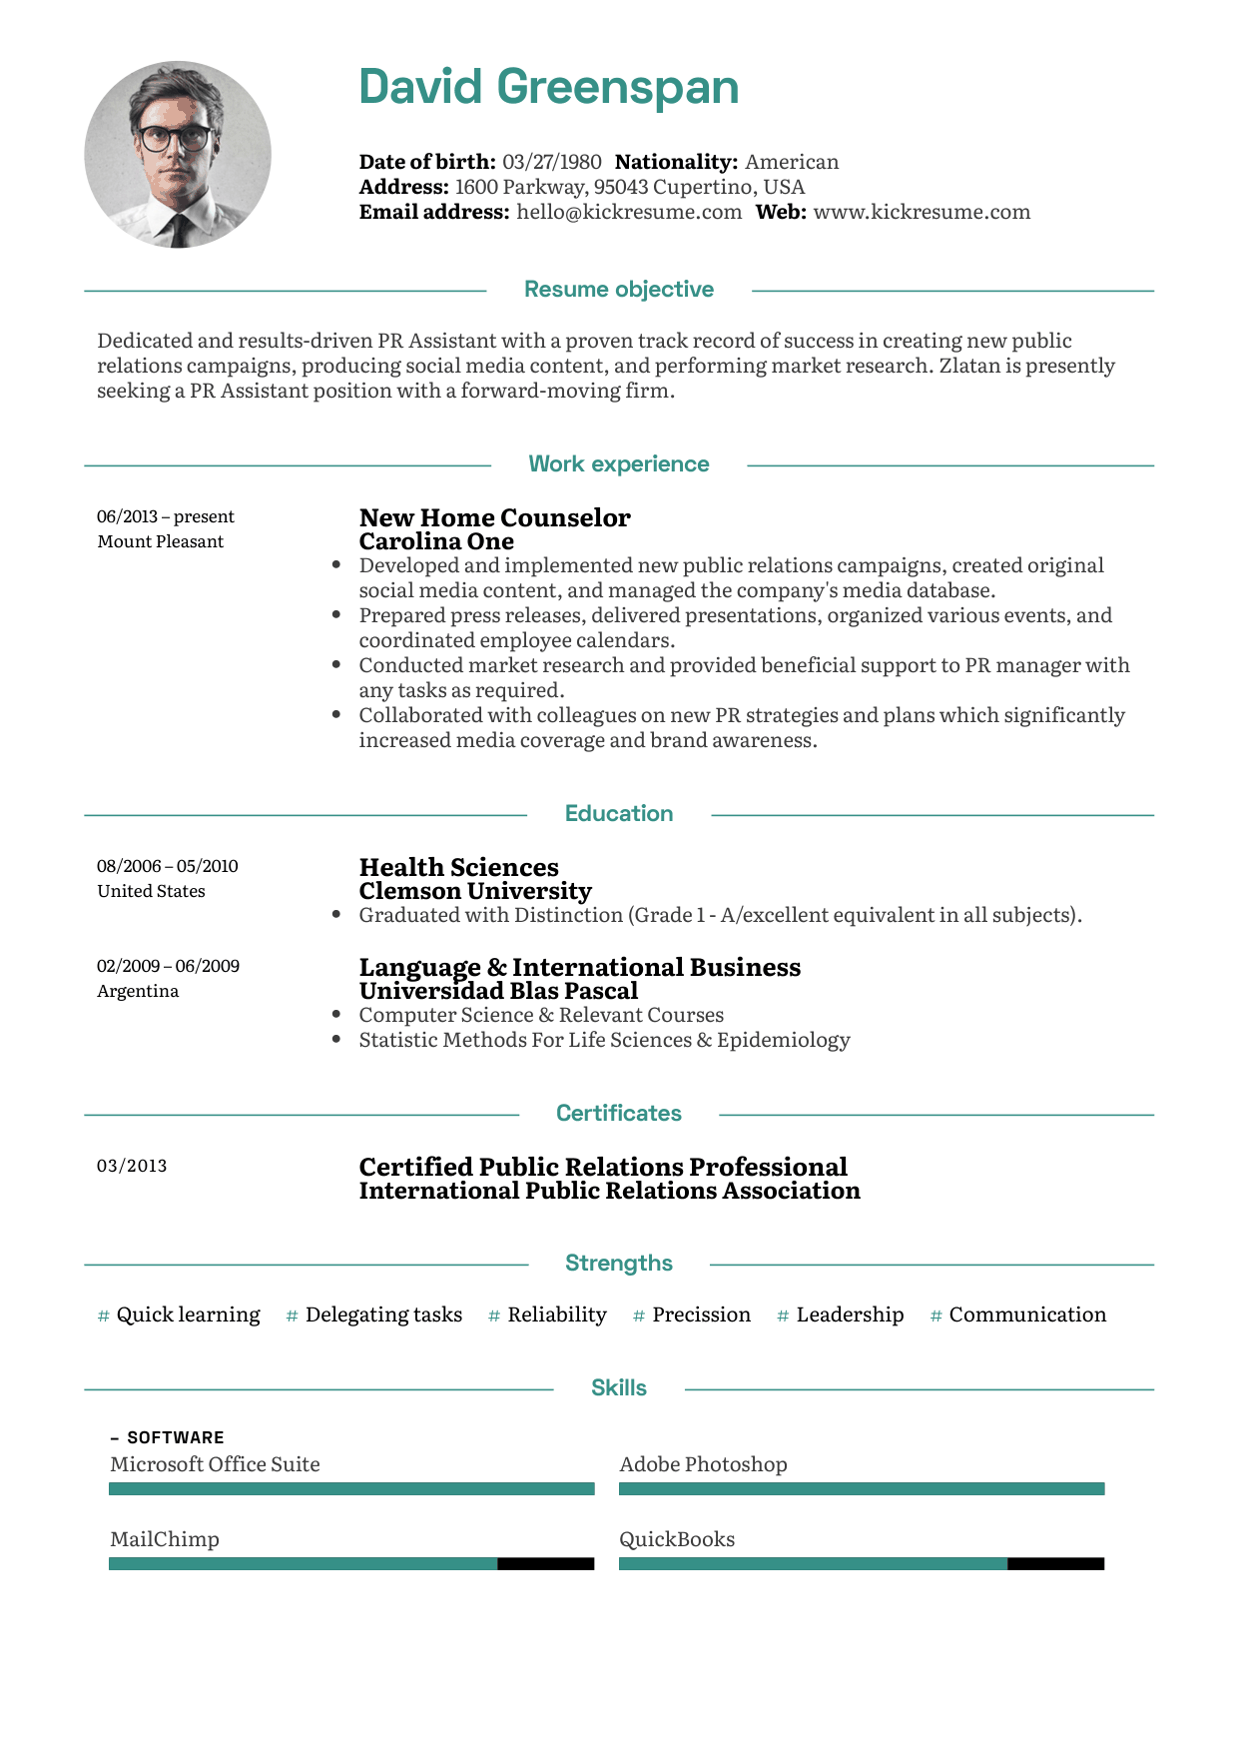 David Greenspan
Date of birth: 03/27/1980 Nationality: American
Address: 1600 Parkway, 95043 Cupertino, USA
Email address: hello@kickresume.com Web: www.kickresume.com
Resume objective
Dedicated and results-driven PR Assistant with a proven track record of success in creating new public
relations campaigns, producing social media content, and performing market research. Zlatan is presently
seeking a PR Assistant position with a forward-moving firm.
Work experience
06/2013 – present
Mount Pleasant
New Home Counselor
Carolina One
• Developed and implemented new public relations campaigns, created original
social media content, and managed the company's media database.
• Prepared press releases, delivered presentations, organized various events, and
coordinated employee calendars.
• Conducted market research and provided beneficial support to PR manager with
any tasks as required.
• Collaborated with colleagues on new PR strategies and plans which significantly
increased media coverage and brand awareness.
Education
08/2006 – 05/2010
United States
Health Sciences
Clemson University
• Graduated with Distinction (Grade 1 - A/excellent equivalent in all subjects).
02/2009 – 06/2009
Argentina
Language & International Business
Universidad Blas Pascal
• Computer Science & Relevant Courses
• Statistic Methods For Life Sciences & Epidemiology
Certificates
03/2013
Certified Public Relations Professional
International Public Relations Association
Strengths
# Quick learning # Delegating tasks # Reliability # Precission # Leadership # Communication
Skills
– SOFTWARE
Microsoft Office Suite Adobe Photoshop
MailChimp QuickBooks